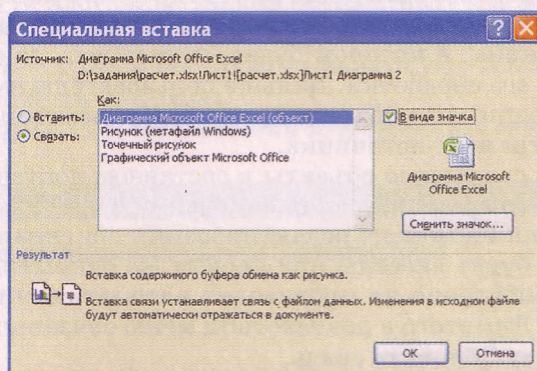 Специальная вставка
Источник: Диаграмма Microsoft Office Excel
D:\задания\расчет.xlsx!Лист1![расчет.xlsx]Лист1 Диаграмма 2
Как:
Вставить:
Связать:
Диаграмма Microsoft Office Excel (объект)
Рисунок (метафайл Windows)
Точечный рисунок
Графический объект Microsoft Office
В виде значка
Диаграмма Microsoft
Office Excel
Сменить значок...
Результат
Вставка содержимого буфера обмена как рисунка.
Вставка связи устанавливает связь с файлом данных. Изменения в исходном файле
будут автоматически отражаться в документе.
ОК
Отмена